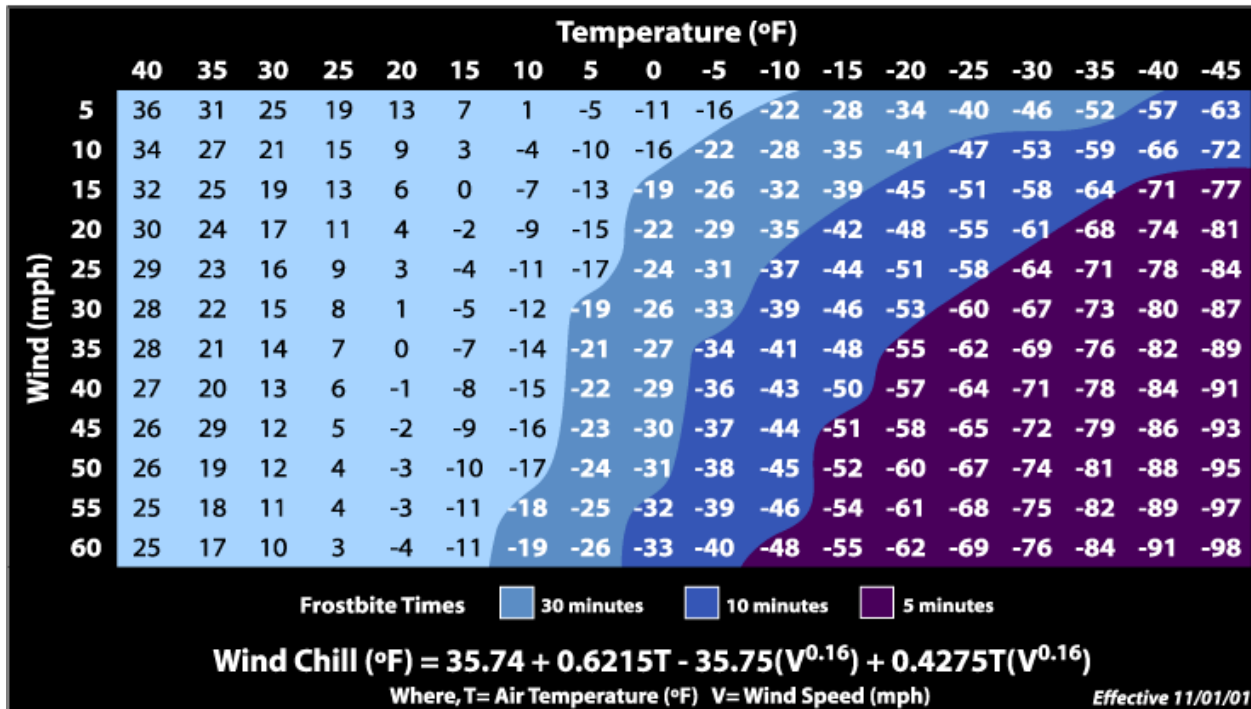 Temperature (ºF)
40 35 30 25 20 15 10 5 0 -5 -10 -15 -20 -25 -30 -35 -40 -45
Wind (mph)
5 36 31 25 19 13 7 1 -5 -11 -16 -22 -28 -34 -40 -46 -52 -57 -63
10 34 27 21 15 9 3 -4 -10 -16 -22 -28 -35 -41 -47 -53 -59 -66 -72
15 32 25 19 13 6 0 -7 -13 -19 -26 -32 -39 -45 -51 -58 -64 -71 -77
20 30 24 17 11 4 -2 -9 -15 -22 -29 -35 -42 -48 -55 -61 -68 -74 -81
25 29 23 16 9 3 -4 -11 -17 -24 -31 -37 -44 -51 -58 -64 -71 -78 -84
30 28 22 15 8 1 -5 -12 -19 -26 -33 -39 -46 -53 -60 -67 -73 -80 -87
35 28 21 14 7 0 -7 -14 -21 -27 -34 -41 -48 -55 -62 -69 -76 -82 -89
40 27 20 13 6 -1 -8 -15 -22 -29 -36 -43 -50 -57 -64 -71 -78 -84 -91
45 26 29 12 5 -2 -9 -16 -23 -30 -37 -44 -51 -58 -65 -72 -79 -86 -93
50 26 19 12 4 -3 -10 -17 -24 -31 -38 -45 -52 -60 -67 -74 -81 -88 -95
55 25 18 11 4 -3 -11 -18 -25 -32 -39 -46 -54 -61 -68 -75 -82 -89 -97
60 25 17 10 3 -4 -11 -19 -26 -33 -40 -48 -55 -62 -69 -76 -84 -91 -98
Frostbite Times 30 minutes 10 minutes 5 minutes
Wind Chill (ºF) = 35.74 + 0.6215T - 35.75(V^0.16) + 0.4275T(V^0.16)
Where, T= Air Temperature (ºF) V= Wind Speed (mph) Effective 11/01/01